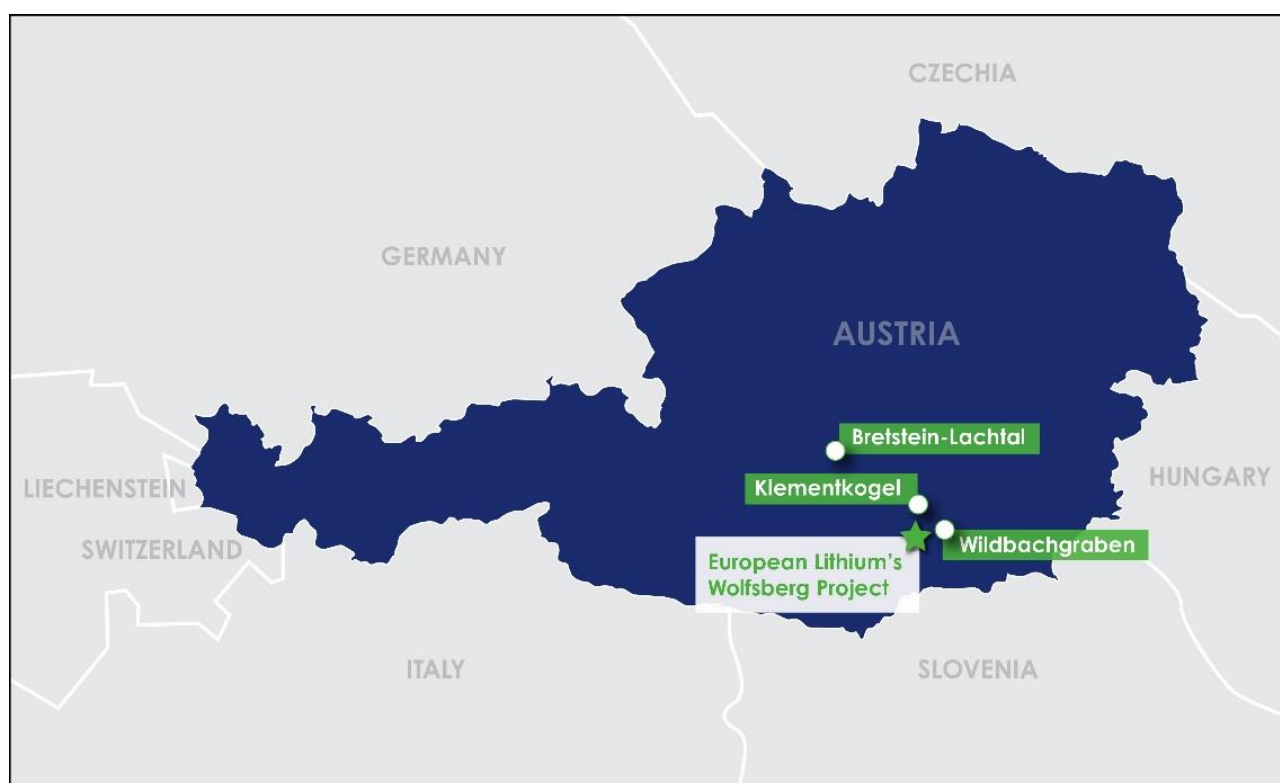 CZECHIA
GERMANY
AUSTRIA
Bretstein-Lachtal
LIECHENSTEIN
Klementkogel
HUNGARY
SWITZERLAND
Wildbachgraben
European Lithium's
Wolfsberg Project
ITALY
SLOVENIA